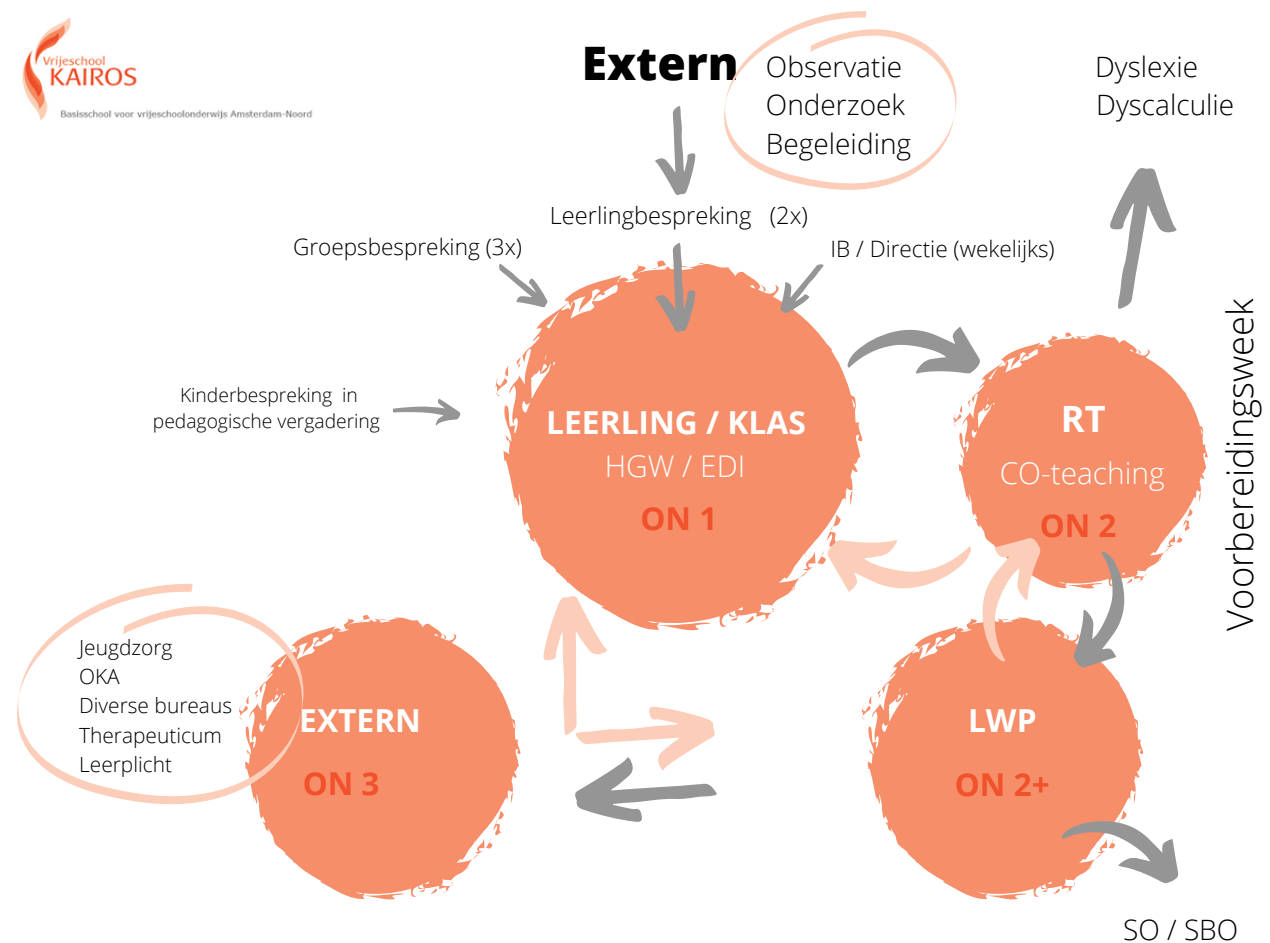 Vrijeschool
KAIROS
Basisschool voor vrijeschoolonderwijs Amsterdam-Noord
Extern
Observatie
Onderzoek
Begeleiding
Dyslexie
Dyscalculie
Leerlingbespreking (2x)
Groepsbespreking (3x)
IB / Directie (wekelijks)
Kinderbespreking in
pedagogische vergadering
LEERLING / KLAS
HGW / EDI
ON 1
RT
CO-teaching
ON 2
Voorbereidingsweek
Jeugdzorg
OKA
Diverse bureaus
Therapeuticum
Leerplicht
EXTERN
ON 3
LWP
ON 2+
SO / SBO